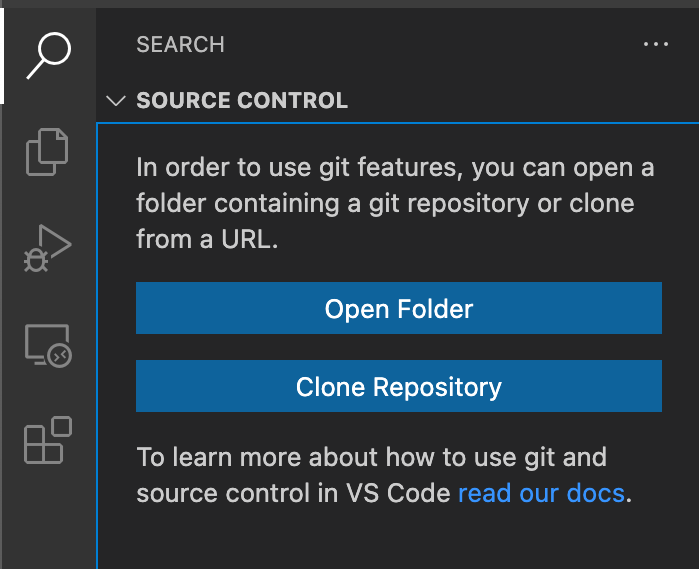 SEARCH
SOURCE CONTROL
In order to use git features, you can open a
folder containing a git repository or clone
from a URL.
Open Folder
Clone Repository
To learn more about how to use git and
source control in VS Code read our docs.